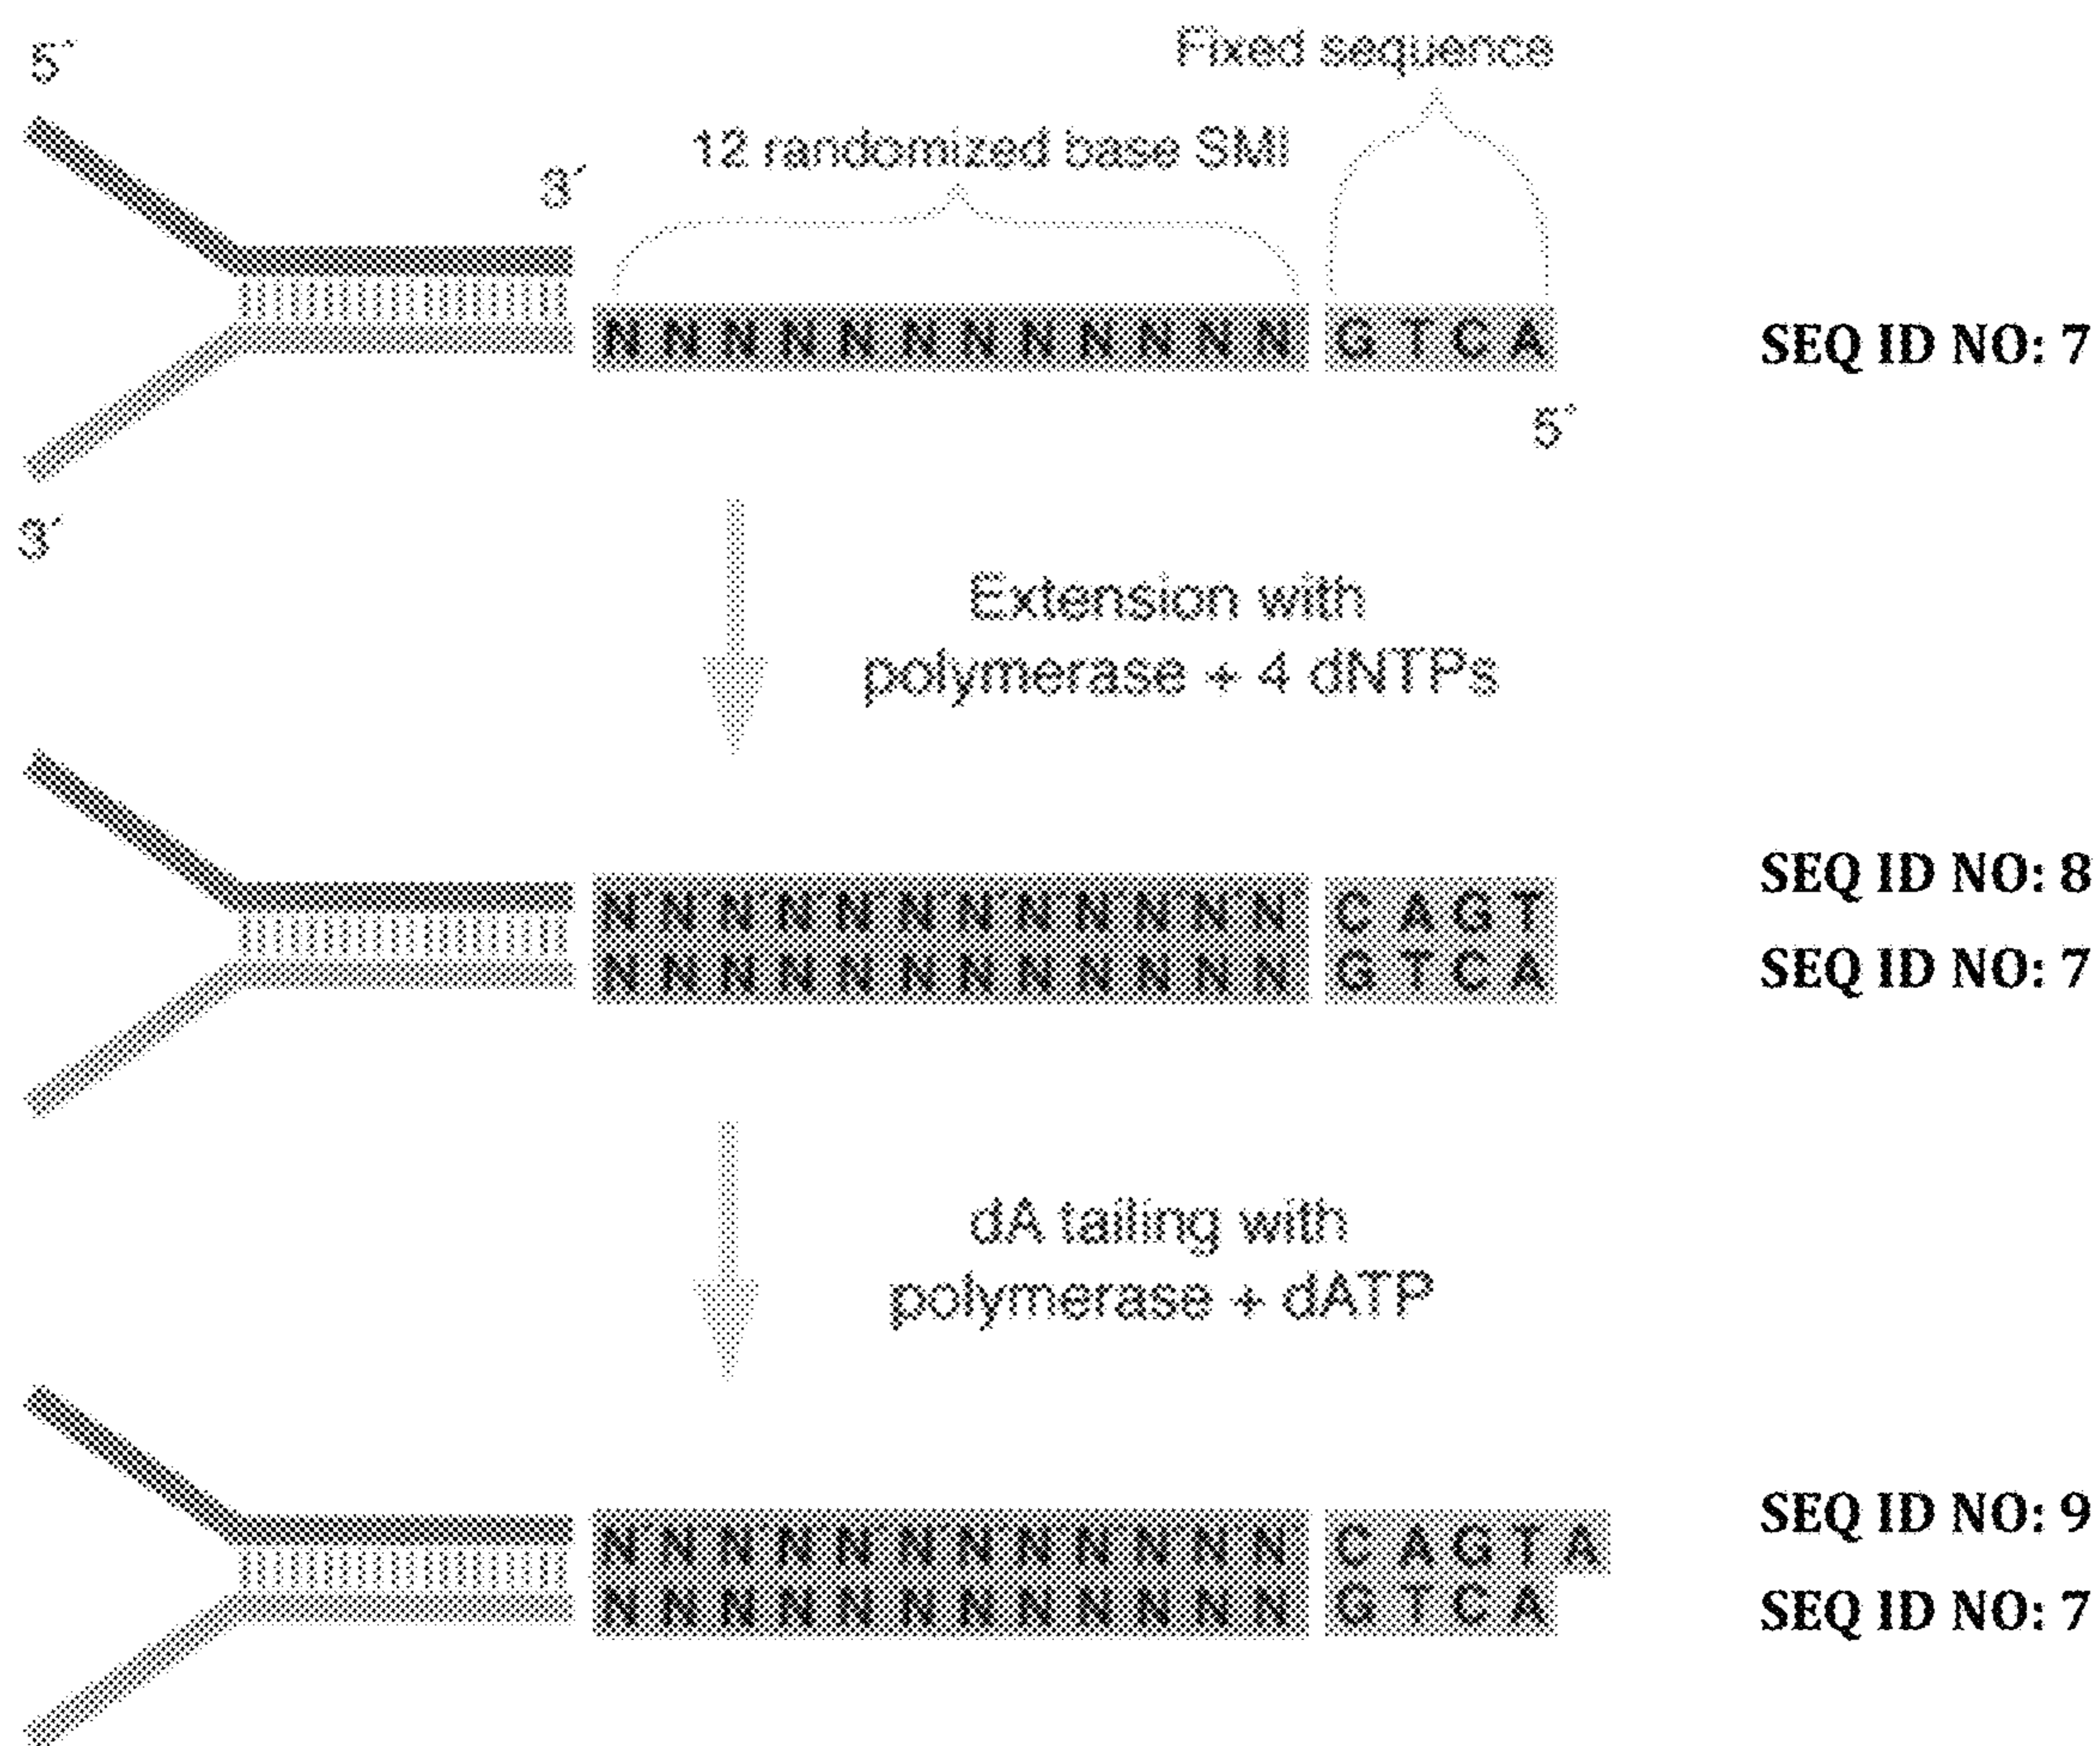 5´
Fixed sequence
12 randomized base SMI
3´
N N N N N N N N N N N N G T C A
SEQ ID NO: 7
5´
3´
Extension with
polymerase + 4 dNTPs
N N N N N N N N N N N N C A G T
SEQ ID NO: 8
N N N N N N N N N N N N G T C A
SEQ ID NO: 7
dA tailing with
polymerase + dATP
N N N N N N N N N N N N C A G T A
SEQ ID NO: 9
N N N N N N N N N N N N G T C A
SEQ ID NO: 7